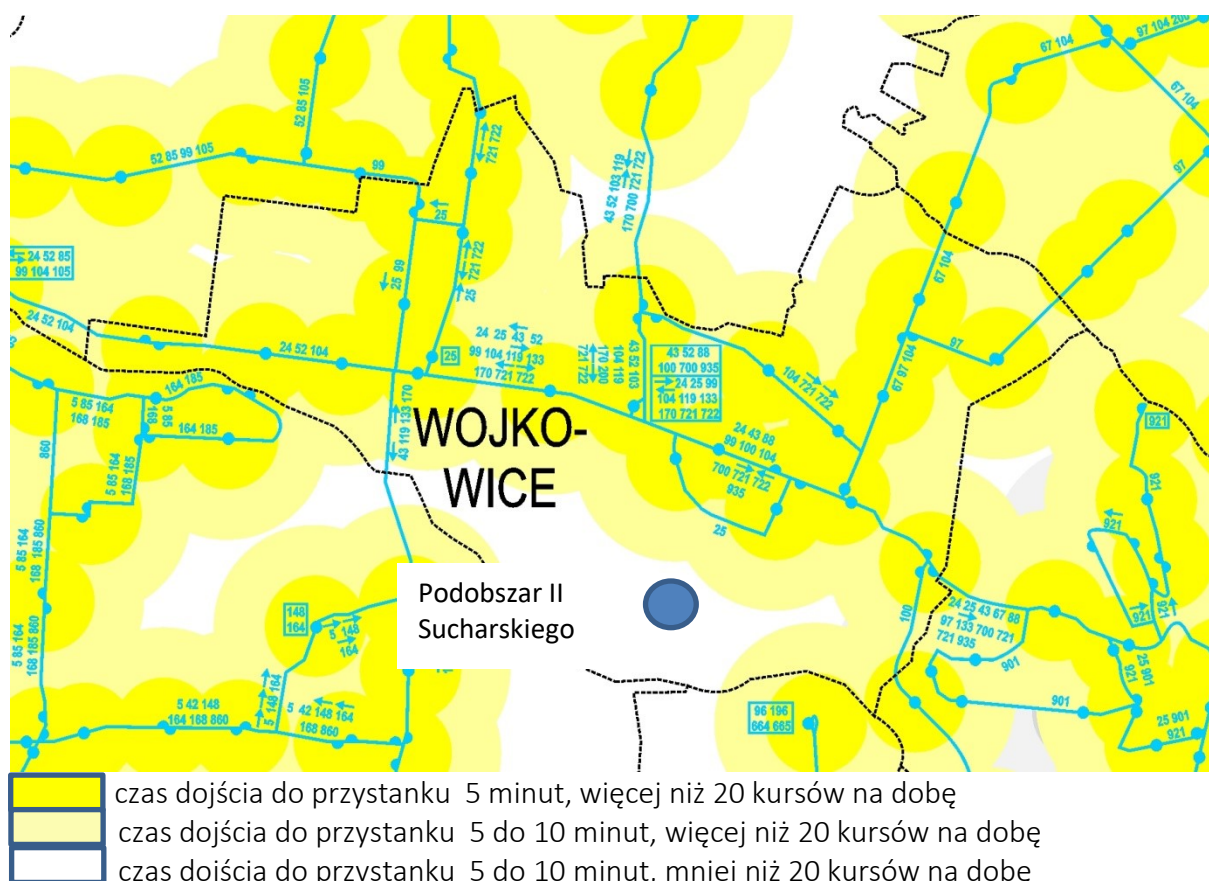 97 104 200
67 104
52 85 105
67 104
52 85 99 105
99
721 722
97
43 52 103 119
170 700 721 722
25
24 52 85
99 104 105
25 99
25 721 722
67 104
24 52 104
24 52 104
25
24 25 43 52
99 104 119 133
170 721 722
721 722
170 200
104 119
43 52 103
43 52 88
100 700 935
24 25 99
104 119 133
170 721 722
97
104 721 722
67 97 104
164 185
5 85 164
168 185
168
5 85
164 185
860
5 85 164
168 185
43 119 133 170
WOJKO-
WICE
24 43 88
99 100 104
700 721 722
935
25
921
921
921
921
921
5 85 164
168 185 860
5 85 164
168 185 860
Podobszar II
Sucharskiego
148
164
5 148
164
100
24 25 43 67 88
97 133 700 721
721 935
901
25 901
921
5 42 148
164 168 860
5 148 164
5 42 148 164
168 860
96 196
664 665
901
25 901
921
czas dojścia do przystanku 5 minut, więcej niż 20 kursów na dobę
czas dojścia do przystanku 5 do 10 minut, więcej niż 20 kursów na dobę
czas dojścia do przystanku 5 do 10 minut, mniej niż 20 kursów na dobę